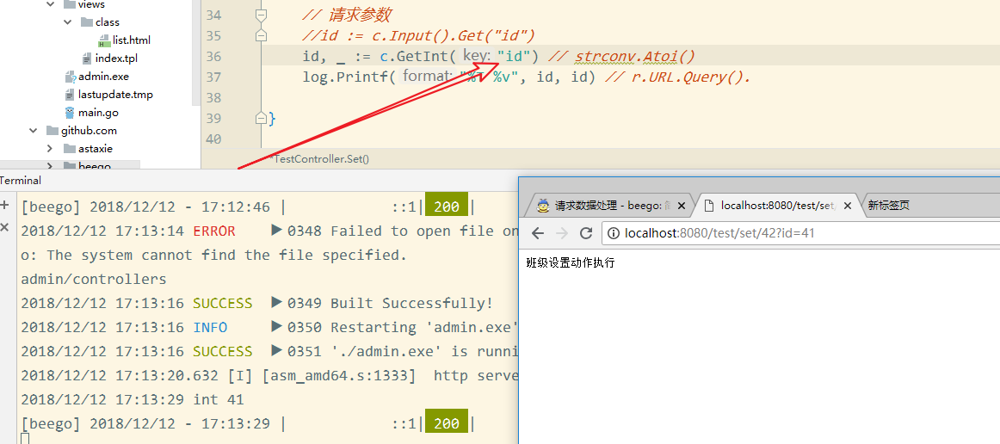 views
class
list.html
index.tpl
admin.exe
lastupdate.tmp
main.go
github.com
astaxie
beego
34 // 请求参数
35 //id := c.Input().Get("id")
36 id, _ := c.GetInt( key: "id") // strconv.Atoi()
37 log.Printf( format: "%T %v", id, id) // r.URL.Query().
38
39 }
40
*TestController.Set()
Terminal
[beego] 2018/12/12 - 17:12:46 | ::1| 200 |
2018/12/12 17:13:14 ERROR ▶ 0348 Failed to open file on
o: The system cannot find the file specified.
admin/controllers
2018/12/12 17:13:16 SUCCESS ▶ 0349 Built Successfully!
2018/12/12 17:13:16 INFO ▶ 0350 Restarting 'admin.exe'
2018/12/12 17:13:16 SUCCESS ▶ 0351 './admin.exe' is runni
2018/12/12 17:13:20.632 [I] [asm_amd64.s:1333] http serve
2018/12/12 17:13:29 int 41
[beego] 2018/12/12 - 17:13:29 | ::1| 200 |
请求数据处理 - beego:
localhost:8080/test/set
新标签页
localhost:8080/test/set/42?id=41
班级设置动作执行